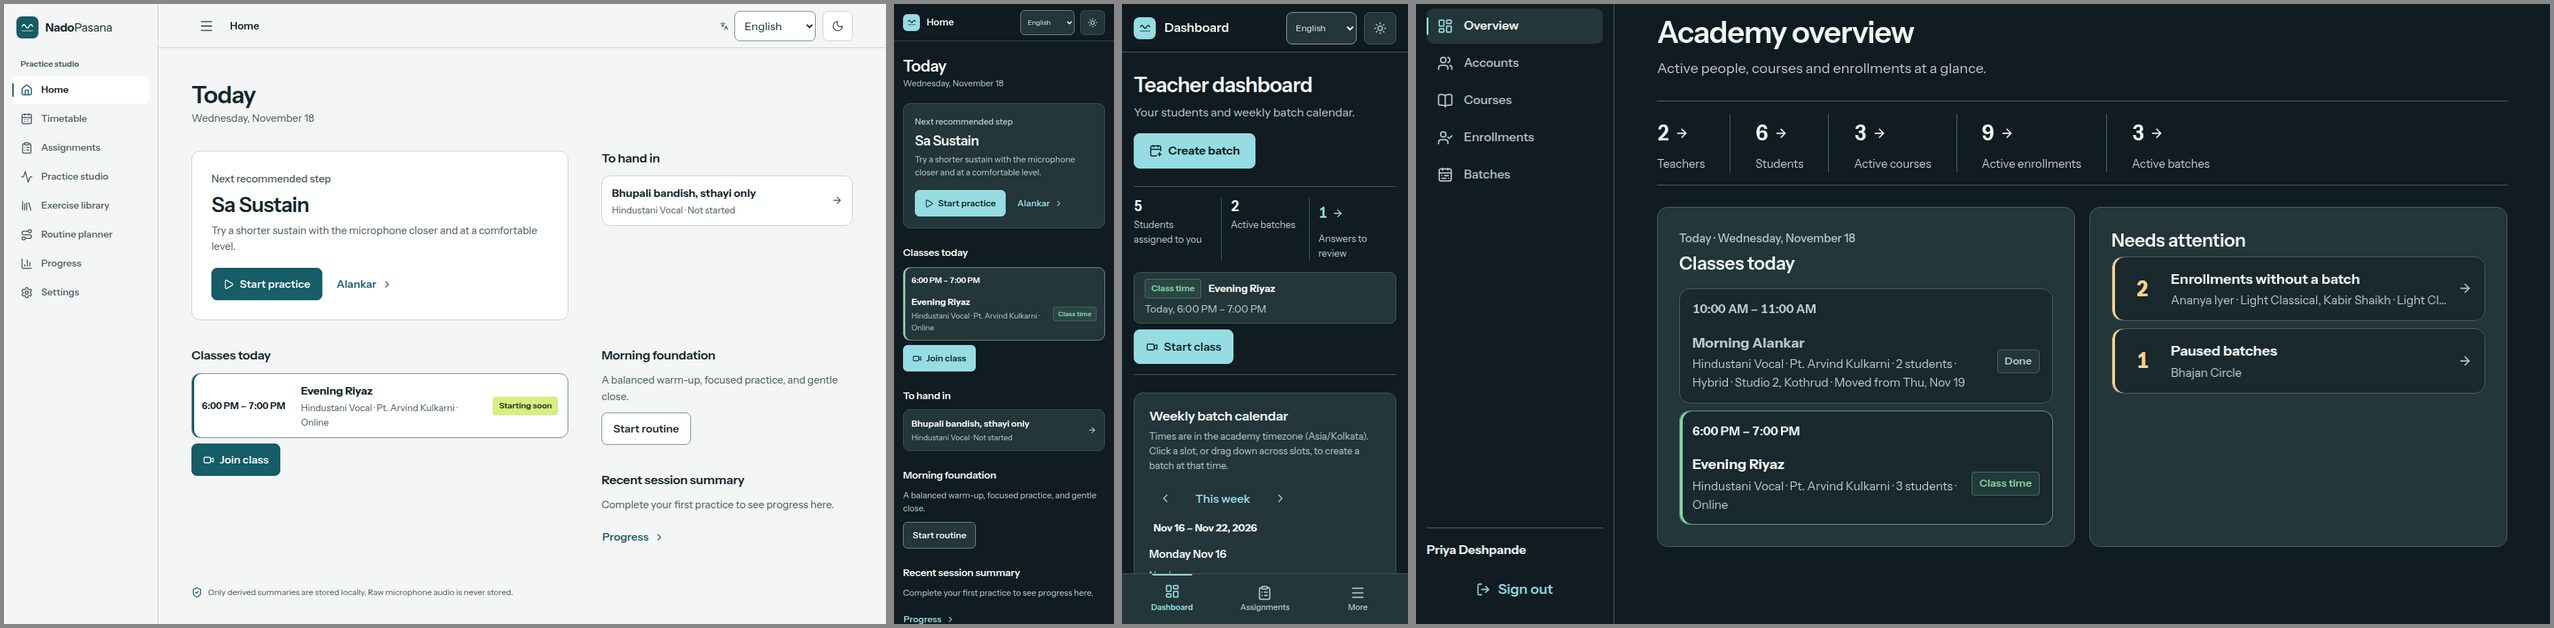 NadoPasana
Practice studio
Home
Timetable
Assignments
Practice studio
Exercise library
Routine planner
Progress
Settings
Home
English
Today
Wednesday, November 18
Next recommended step
Sa Sustain
Try a shorter sustain with the microphone closer and at a comfortable
level.
Start practice
Alankar
Classes today
6:00 PM – 7:00 PM
Evening Riyaz
Hindustani Vocal · Pt. Arvind Kulkarni ·
Online
Starting soon
Join class
To hand in
Bhupali bandish, sthayi only
Hindustani Vocal · Not started
Morning foundation
A balanced warm-up, focused practice, and gentle
close.
Start routine
Recent session summary
Complete your first practice to see progress here.
Progress
Only derived summaries are stored locally. Raw microphone audio is never stored.
Home
English
Today
Wednesday, November 18
Next recommended step
Sa Sustain
Try a shorter sustain with the microphone
closer and at a comfortable level.
Start practice
Alankar
Classes today
6:00 PM – 7:00 PM
Evening Riyaz
Hindustani Vocal · Pt. Arvind Kulkarni ·
Online
Class time
Join class
To hand in
Bhupali bandish, sthayi only
Hindustani Vocal · Not started
Morning foundation
A balanced warm-up, focused practice, and gentle
close.
Start routine
Recent session summary
Complete your first practice to see progress here.
Progress
Dashboard
English
Teacher dashboard
Your students and weekly batch calendar.
Create batch
5
Students
assigned to you
2
Active batches
1
Answers to
review
Class time
Evening Riyaz
Today, 6:00 PM – 7:00 PM
Start class
Weekly batch calendar
Times are in the academy timezone (Asia/Kolkata).
Click a slot, or drag down across slots, to create a
batch at that time.
This week
Nov 16 – Nov 22, 2026
Monday Nov 16
Dashboard
Assignments
More
Overview
Accounts
Courses
Enrollments
Batches
Priya Deshpande
Sign out
Academy overview
Active people, courses and enrollments at a glance.
2
Teachers
6
Students
3
Active courses
9
Active enrollments
3
Active batches
Today · Wednesday, November 18
Classes today
10:00 AM – 11:00 AM
Morning Alankar
Hindustani Vocal · Pt. Arvind Kulkarni · 2 students ·
Hybrid · Studio 2, Kothrud · Moved from Thu, Nov 19
Done
6:00 PM – 7:00 PM
Evening Riyaz
Hindustani Vocal · Pt. Arvind Kulkarni · 3 students ·
Online
Class time
Needs attention
2
Enrollments without a batch
Ananya Iyer · Light Classical, Kabir Shaikh · Light Cl...
1
Paused batches
Bhajan Circle